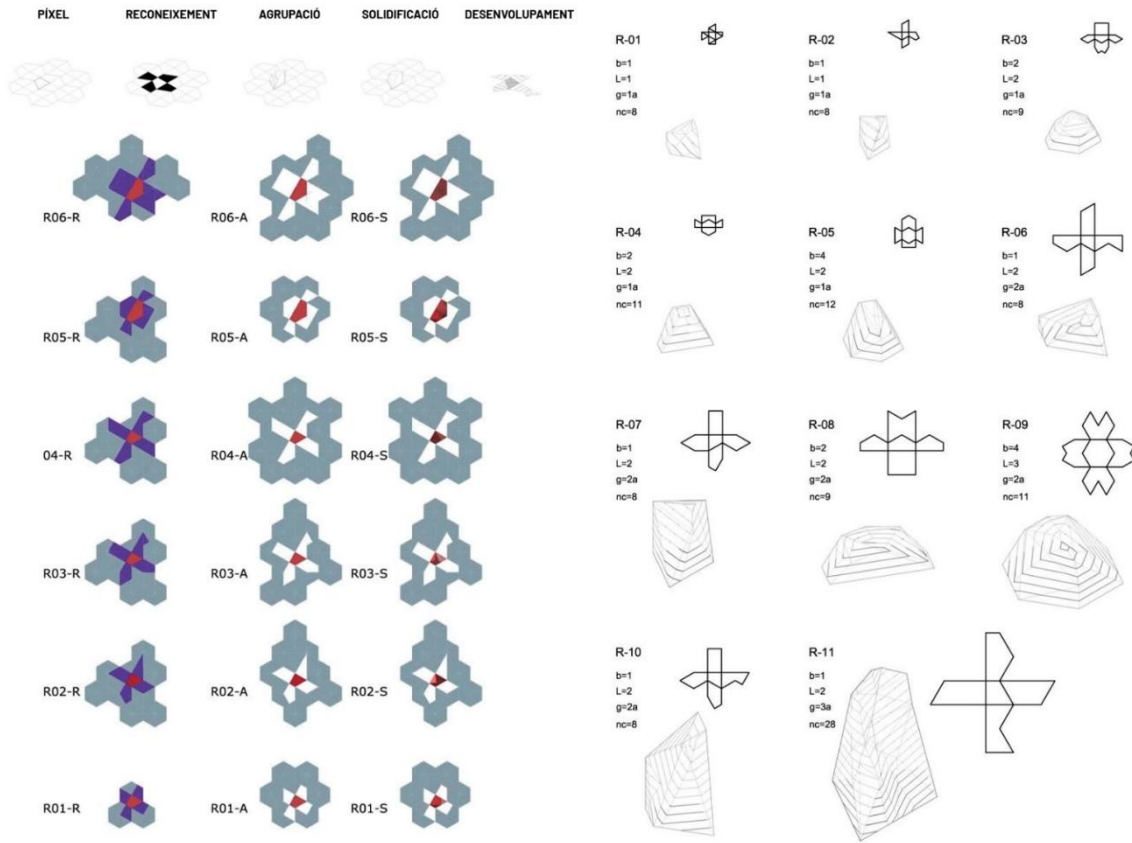 PÍXEL
RECONEIXEMENT
AGRUPACIÓ
SOLIDIFICACIÓ
DESENVOLUPAMENT
R06-R
R06-A
R06-S
R05-R
R05-A
R05-S
04-R
R04-A
R04-S
R03-R
R03-A
R03-S
R02-R
R02-A
R02-S
R01-R
R01-A
R01-S
R-01
b=1
L=1
g=1a
nc=8
R-02
b=1
L=1
g=1a
nc=8
R-03
b=2
L=2
g=1a
nc=9
R-04
b=2
L=2
g=1a
nc=11
R-05
b=4
L=2
g=1a
nc=12
R-06
b=1
L=2
g=2a
nc=8
R-07
b=1
L=2
g=2a
nc=8
R-08
b=2
L=2
g=2a
nc=9
R-09
b=4
L=3
g=2a
nc=11
R-10
b=1
L=2
g=2a
nc=8
R-11
b=1
L=2
g=3a
nc=28